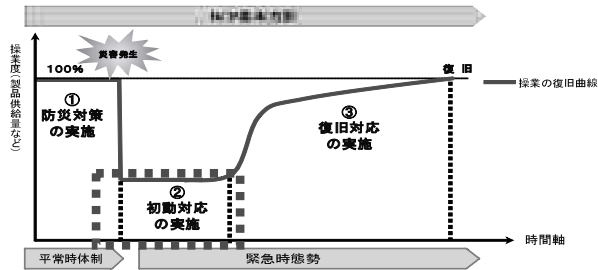 災害発生
操業度(製品供給量など)
100%
復 旧
操業の復旧曲線
①
防災対策
の実施
③
復旧対応
の実施
②
初動対応
の実施
時間軸
平常時体制
緊急時態勢